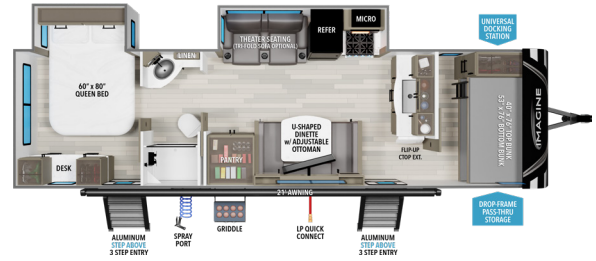 THEATER SEATING
(TRI-FOLD SOFA OPTIONAL)
REFER
MICRO
UNIVERSAL
DOCKING
STATION
LINEN
60" x 80"
QUEEN BED
40" x 76" TOP BUNK
53" x 76" BOTTOM BUNK
IMAGINE
U-SHAPED
DINETTE
w/ ADJUSTABLE
OTTOMAN
FLIP-UP
CTOP EXT.
PANTRY
DESK
21' AWNING
DROP-FRAME
PASS-THRU
STORAGE
ALUMINUM
STEP ABOVE
3 STEP ENTRY
SPRAY
PORT
GRIDDLE
LP QUICK
CONNECT
ALUMINUM
STEP ABOVE
3 STEP ENTRY